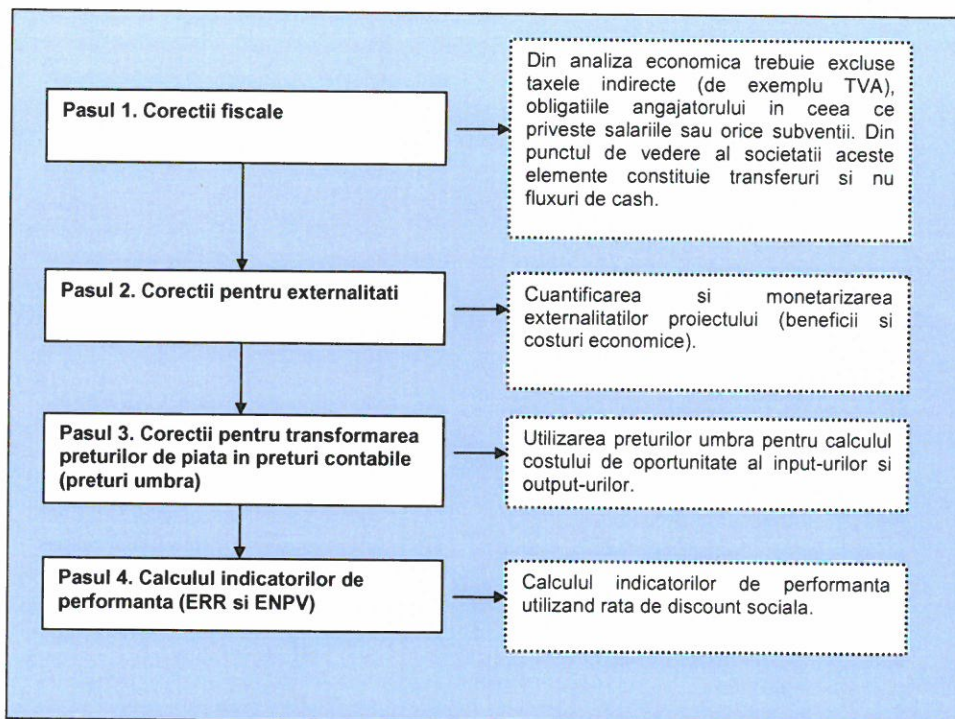 Pasul 1. Corectii fiscale
Din analiza economica trebuie excluse
taxele indirecte (de exemplu TVA),
obligatiile angajatorului in ceea ce
priveste salariile sau orice subventii. Din
punctul de vedere al societatii aceste
elemente constituie transferuri si nu
fluxuri de cash.
Pasul 2. Corectii pentru externalitati
Cuantificarea si monetarizarea
externalitatilor proiectului (beneficii si
costuri economice).
Pasul 3. Corectii pentru transformarea
preturilor de piata in preturi contabile
(preturi umbra)
Utilizarea preturilor umbra pentru calculul
costului de oportunitate al input-urilor si
output-urilor.
Pasul 4. Calculul indicatorilor de
performanta (ERR si ENPV)
Calculul indicatorilor de performanta
utilizand rata de discount sociala.